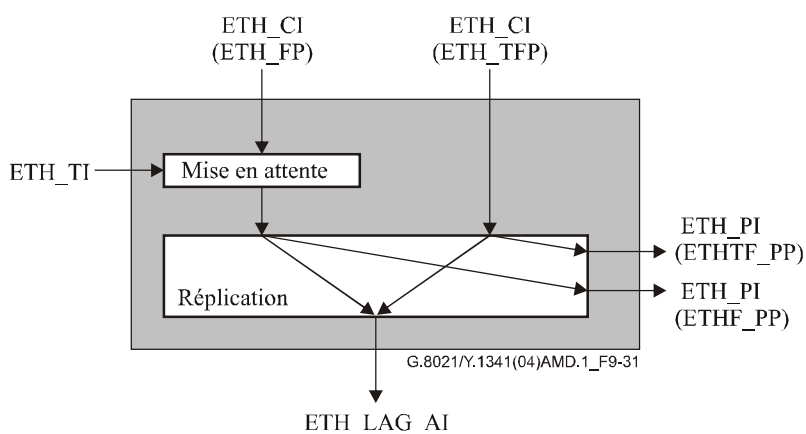 ETH_CI
(ETH_FP)
ETH_CI
(ETH_TFP)
ETH_TI
Mise en attente
ETH_PI
(ETHTF_PP)
Réplication
ETH_PI
(ETHF_PP)
G.8021/Y.1341(04)AMD.1_F9-31
ETH_LAG_AI